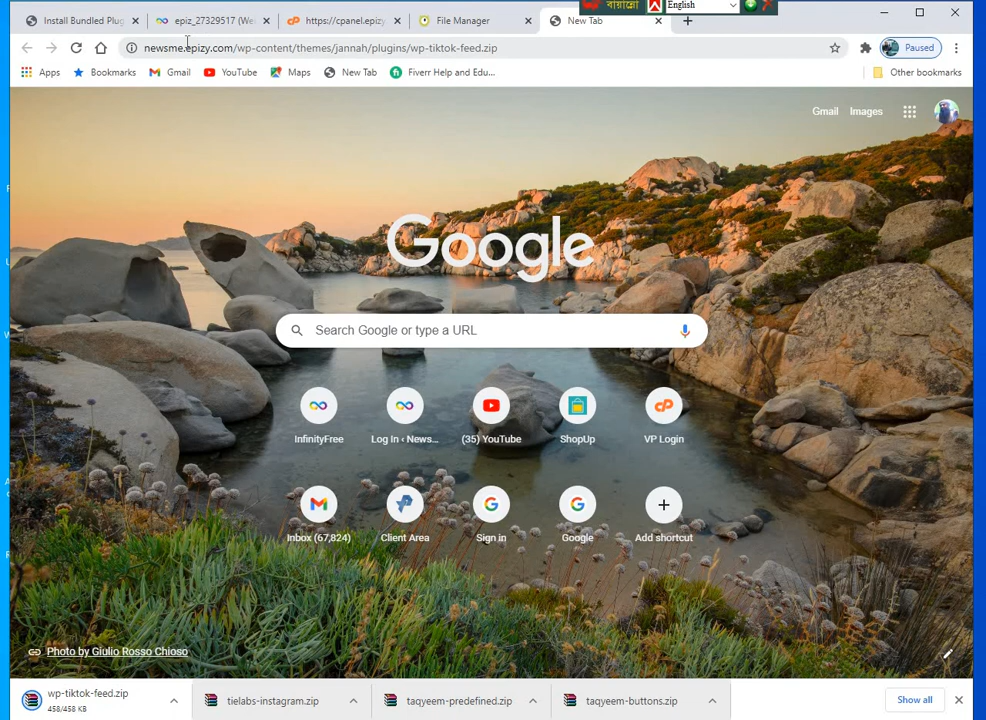 বায়ান্নো English
Install Bundled Plug
epiz_27329517 (We
https://cpanel.epizy
File Manager
New Tab
newsme.epizy.com/wp-content/themes/jannah/plugins/wp-tiktok-feed.zip
Paused
Apps Bookmarks Gmail YouTube Maps New Tab Fiverr Help and Edu... Other bookmarks
Gmail Images
Google
Search Google or type a URL
InfinityFree Log In ‹ News... (35) YouTube ShopUp VP Login
Inbox (67,824) Client Area Sign in Google Add shortcut
Photo by Giulio Rosso Chioso
wp-tiktok-feed.zip
458/458 KB
tielabs-instagram.zip taqyeem-predefined.zip taqyeem-buttons.zip Show all